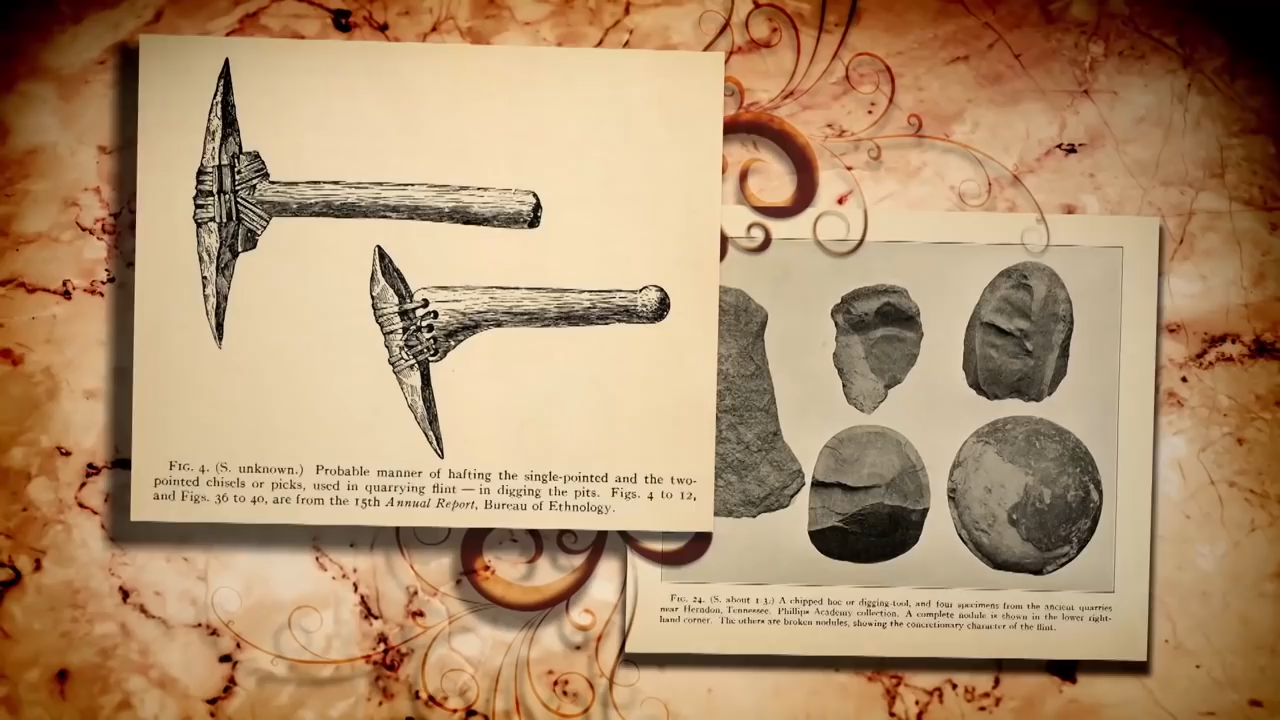 FIG. 4. (S. unknown.) Probable manner of hafting the single-pointed and the two-
pointed chisels or picks, used in quarrying flint — in digging the pits. Figs. 4 to 12,
and Figs. 36 to 40, are from the 15th Annual Report, Bureau of Ethnology.
FIG. 24. (S. about 1-3.) A chipped hoe or digging-tool, and four specimens from the ancient quarries
near Herndon, Tennessee. Phillips Academy collection. A complete nodule is shown in the lower right-
hand corner. The others are broken nodules, showing the concretionary character of the flint.